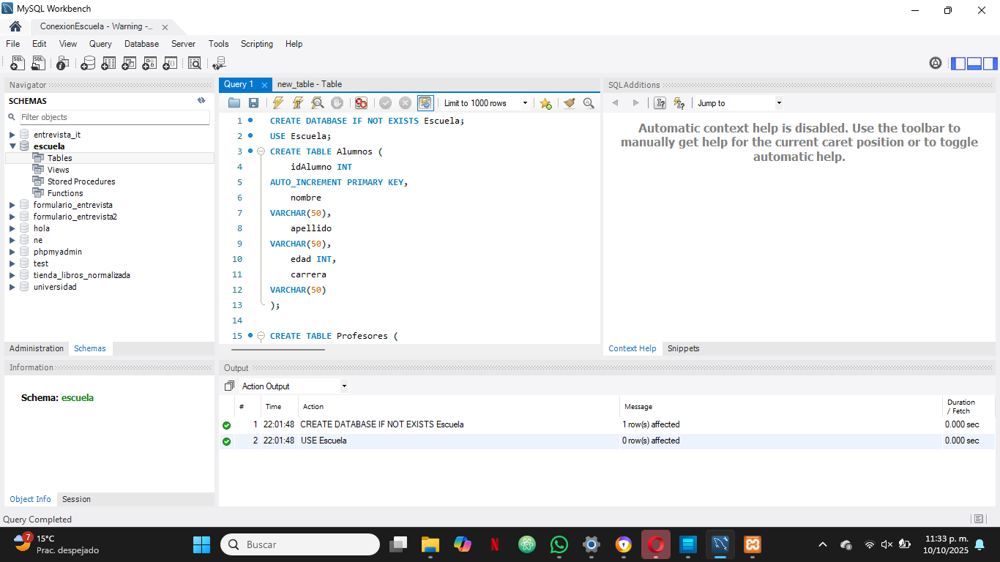 MySQL Workbench
ConexionEscuela - Warning -...
File Edit View Query Database Server Tools Scripting Help
Navigator
SCHEMAS
Filter objects
entrevista_it
escuela
Tables
Views
Stored Procedures
Functions
formulario_entrevista
formulario_entrevista2
hola
ne
phpmyadmin
test
tienda_libros_normalizada
universidad
Administration Schemas
Information
Schema: escuela
Object Info Session
Query 1 new_table - Table
Limit to 1000 rows
1 CREATE DATABASE IF NOT EXISTS Escuela;
2 USE Escuela;
3 CREATE TABLE Alumnos (
4 idAlumno INT
5 AUTO_INCREMENT PRIMARY KEY,
6 nombre
7 VARCHAR(50),
8 apellido
9 VARCHAR(50),
10 edad INT,
11 carrera
12 VARCHAR(50)
13 );
14
15 CREATE TABLE Profesores (
SQLAdditions
Jump to
Automatic context help is disabled. Use the toolbar to
manually get help for the current caret position or to toggle
automatic help.
Context Help Snippets
Output
Action Output
# Time Action Message Duration / Fetch
1 22:01:48 CREATE DATABASE IF NOT EXISTS Escuela 1 row(s) affected 0.000 sec
2 22:01:48 USE Escuela 0 row(s) affected 0.000 sec
Query Completed
7
15°C
Prac. despejado
Buscar
11:33 p. m.
10/10/2025